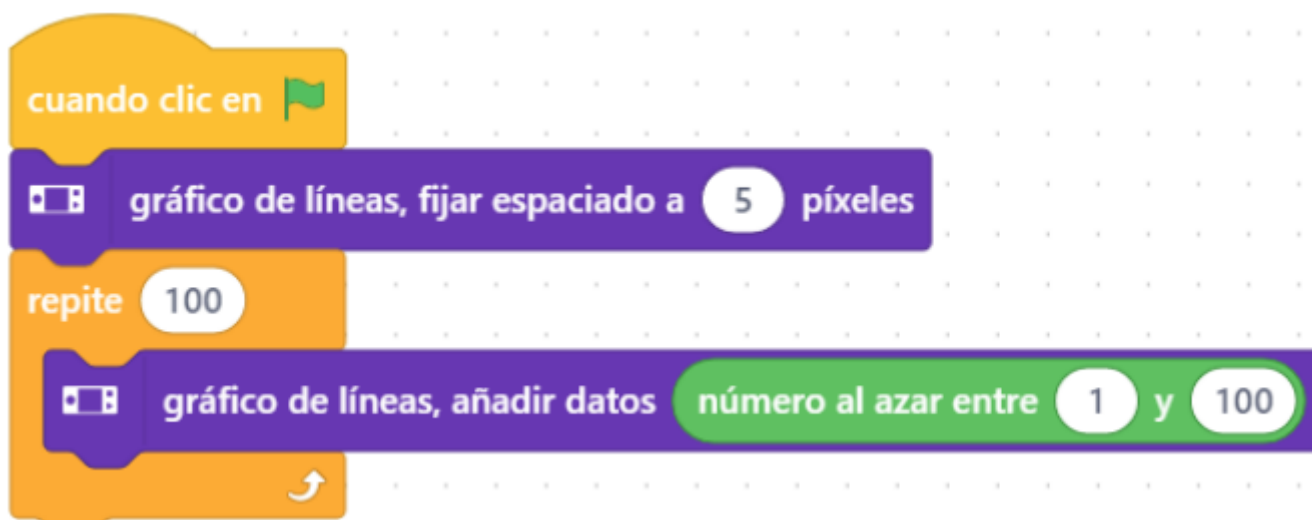 cuando clic en
gráfico de líneas, fijar espaciado a 5 píxeles
repite 100
gráfico de líneas, añadir datos número al azar entre 1 y 100